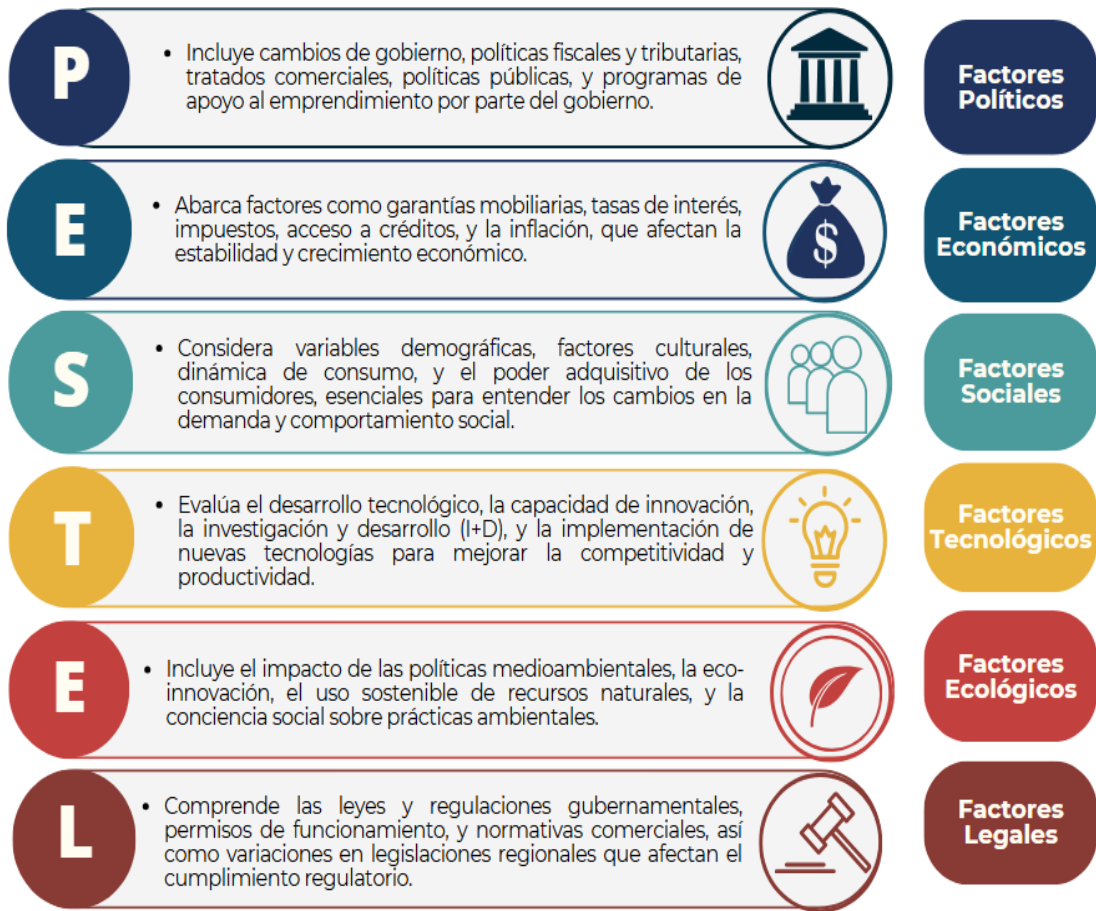 P
• Incluye cambios de gobierno, políticas fiscales y tributarias,
tratados comerciales, políticas públicas, y programas de
apoyo al emprendimiento por parte del gobierno.
Factores
Políticos
E
• Abarca factores como garantías mobiliarias, tasas de interés,
impuestos, acceso a créditos, y la inflación, que afectan la
estabilidad y crecimiento económico.
$
Factores
Económicos
S
• Considera variables demográficas, factores culturales,
dinámica de consumo, y el poder adquisitivo de los
consumidores, esenciales para entender los cambios en la
demanda y comportamiento social.
Factores
Sociales
T
• Evalúa el desarrollo tecnológico, la capacidad de innovación,
la investigación y desarrollo (I+D), y la implementación de
nuevas tecnologías para mejorar la competitividad y
productividad.
Factores
Tecnológicos
E
• Incluye el impacto de las políticas medioambientales, la eco-
innovación, el uso sostenible de recursos naturales, y la
conciencia social sobre prácticas ambientales.
Factores
Ecológicos
L
• Comprende las leyes y regulaciones gubernamentales,
permisos de funcionamiento, y normativas comerciales, así
como variaciones en legislaciones regionales que afectan el
cumplimiento regulatorio.
Factores
Legales